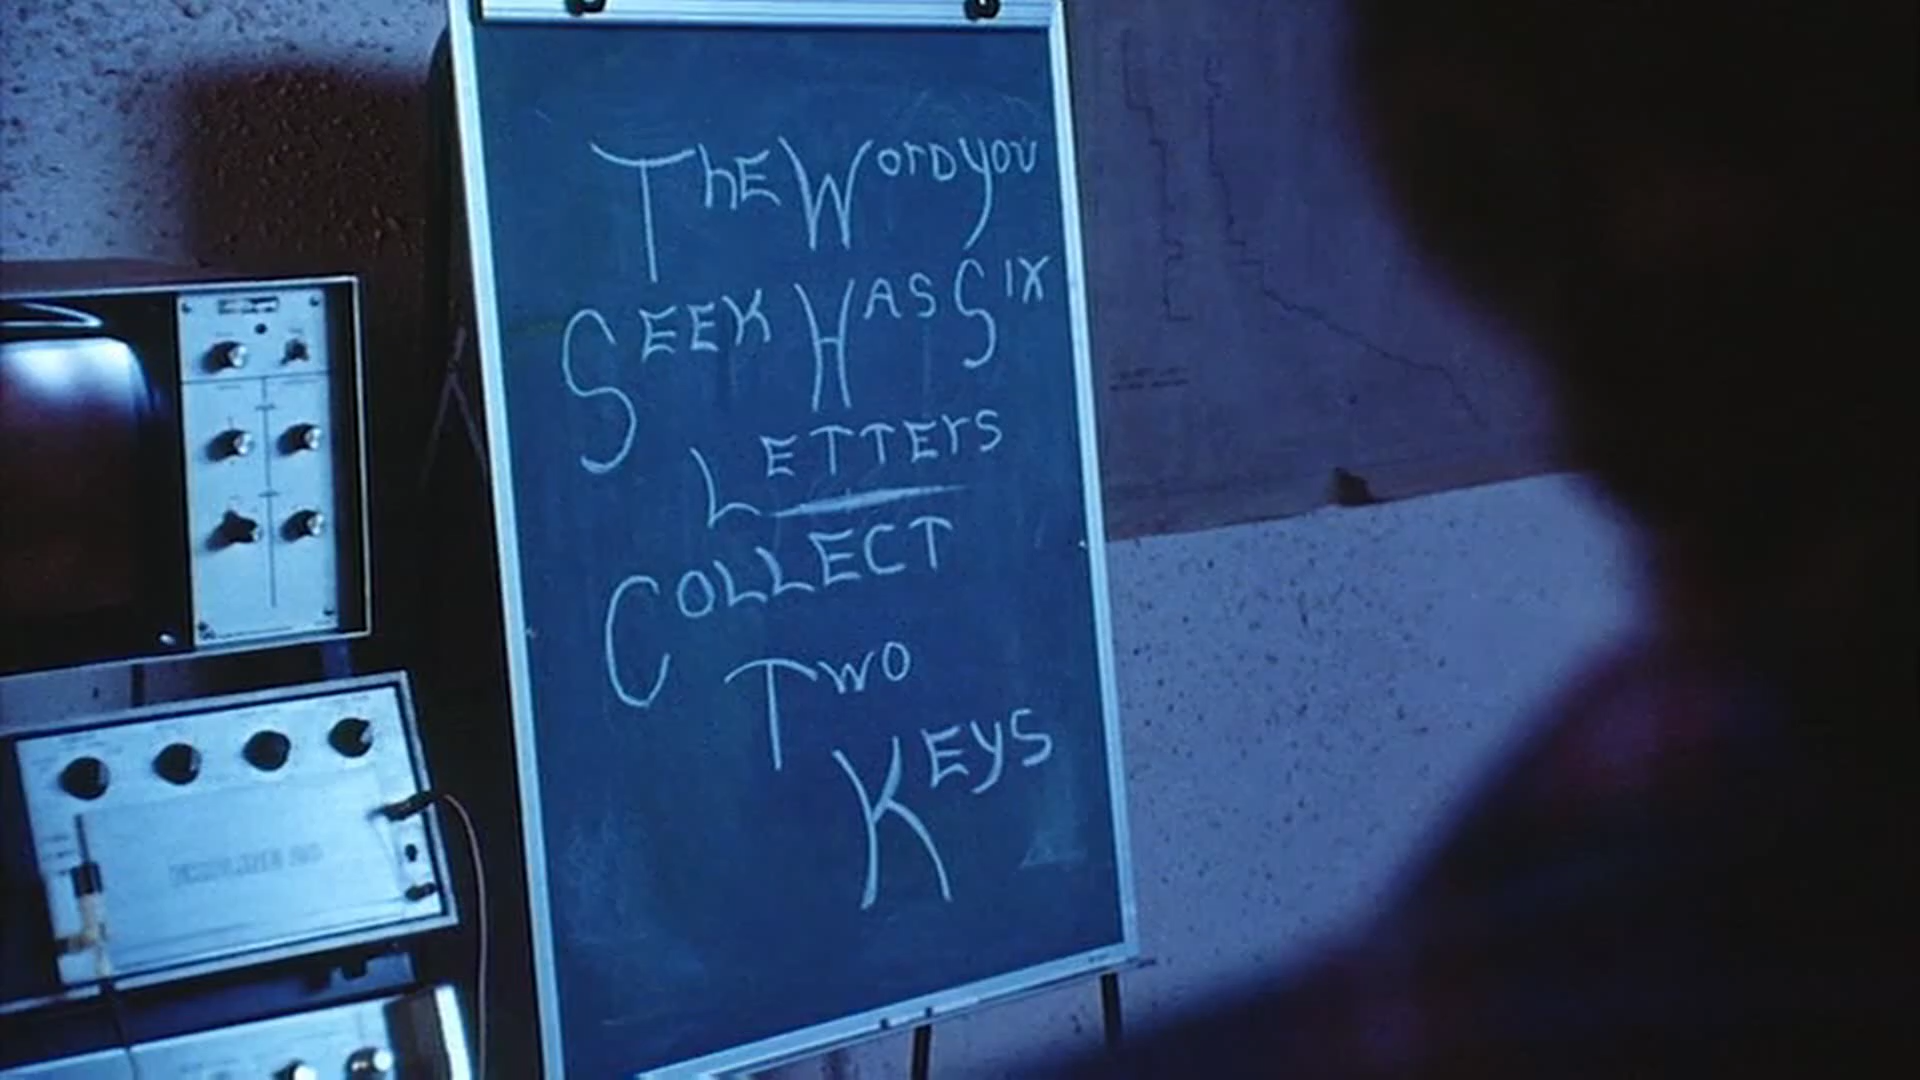 ThE WorD you
SEEK HAS SIX
LETTErS
COLLECT
Two
KEyS